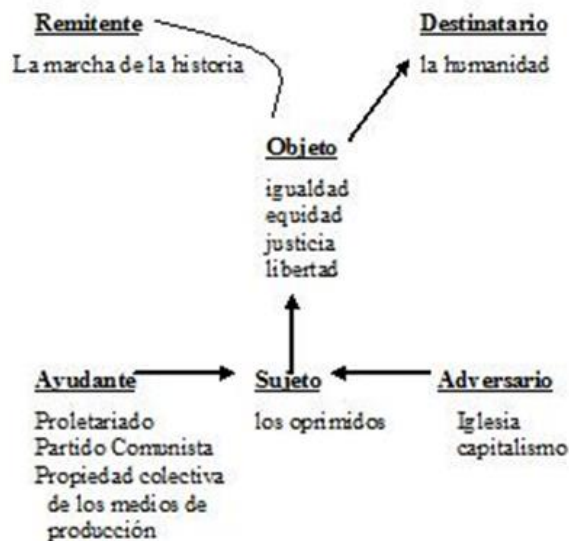 Remitente
La marcha de la historia
Destinatario
la humanidad
Objeto
igualdad
equidad
justicia
libertad
Ayudante
Proletariado
Partido Comunista
Propiedad colectiva
de los medios de
producción
Sujeto
los oprimidos
Adversario
Iglesia
capitalismo